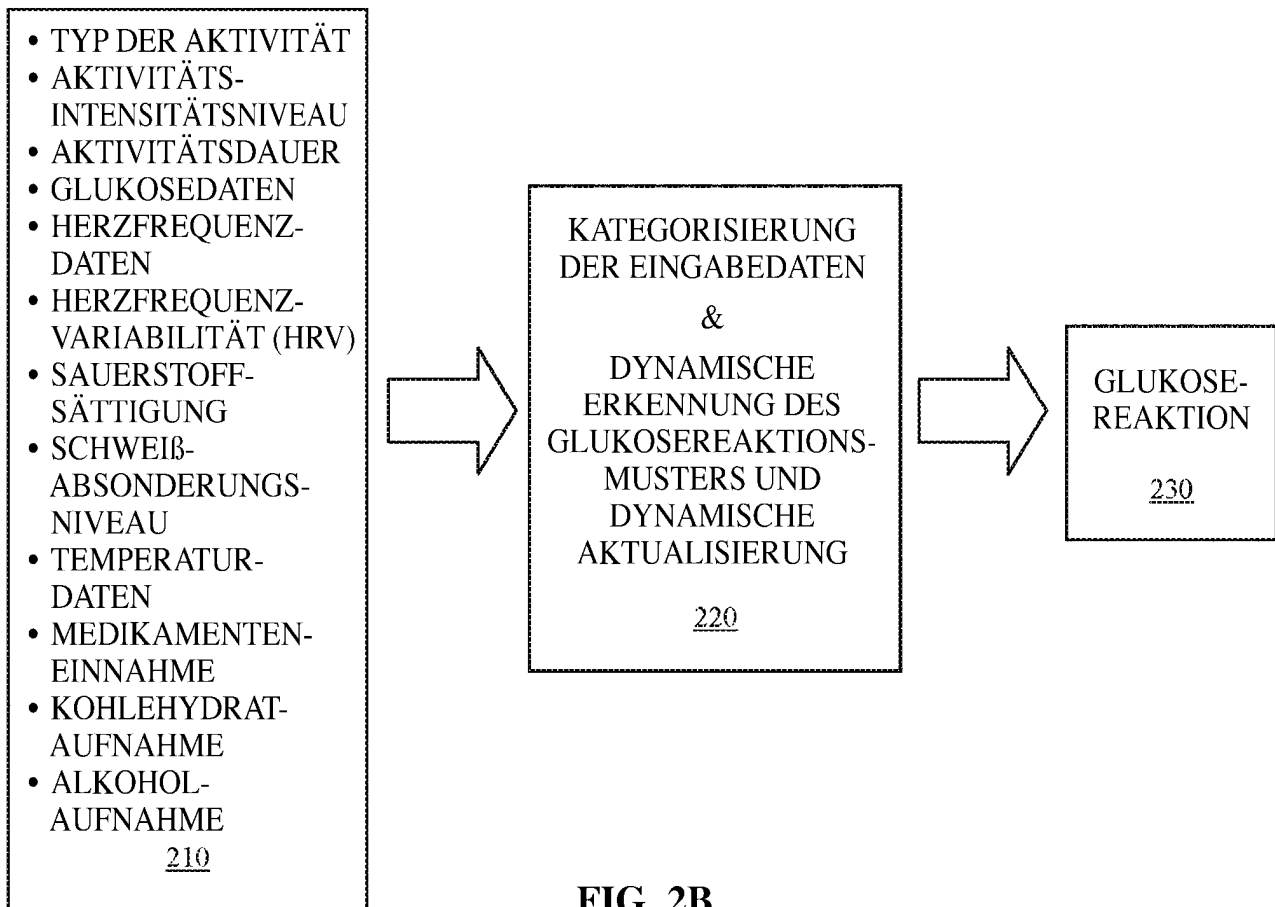 • TYP DER AKTIVITÄT
• AKTIVITÄTS-
INTENSITÄTSNIVEAU
• AKTIVITÄTSDAUER
• GLUKOSEDATEN
• HERZFREQUENZ-
DATEN
• HERZFREQUENZ-
VARIABILITÄT (HRV)
• SAUERSTOFF-
SÄTTIGUNG
• SCHWEIß-
ABSONDERUNGS-
NIVEAU
• TEMPERATUR-
DATEN
• MEDIKAMENTEN-
EINNAHME
• KOHLEHYDRAT-
AUFNAHME
• ALKOHOL-
AUFNAHME
210
KATEGORISIERUNG
DER EINGABEDATEN
&
DYNAMISCHE
ERKENNUNG DES
GLUKOSEREAKTIONS-
MUSTERS UND
DYNAMISCHE
AKTUALISIERUNG
220
GLUKOSE-
REAKTION
230
FIG. 2B